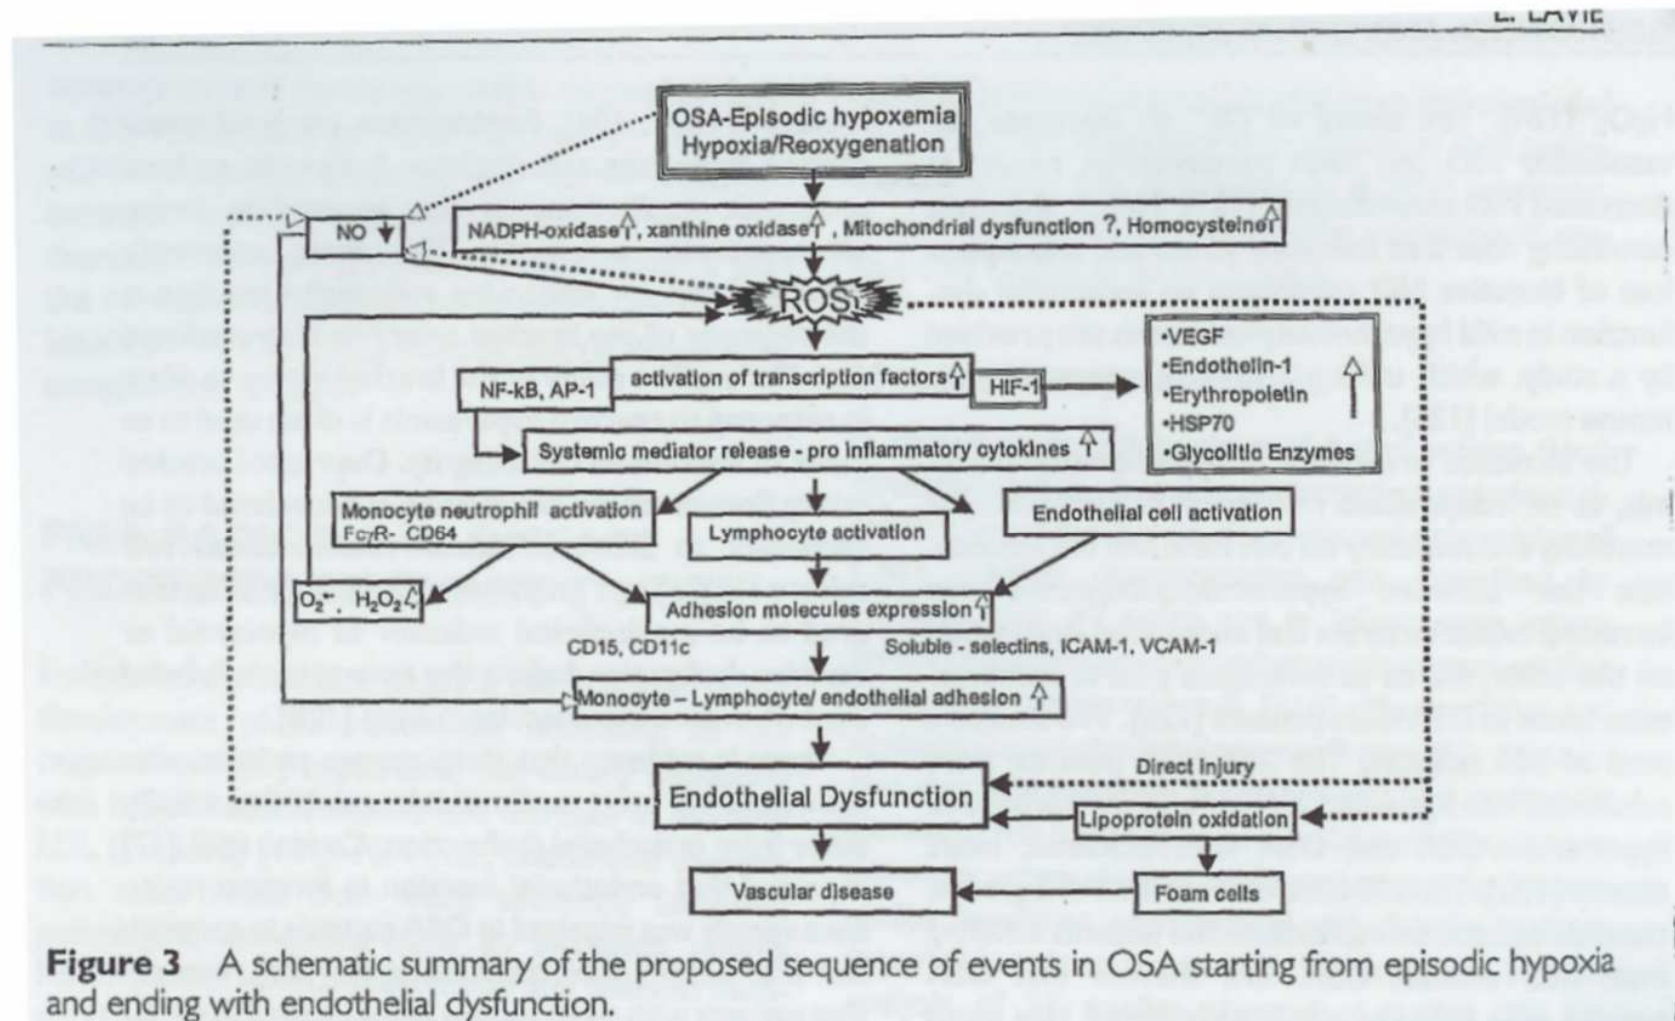 L. LAVIE
OSA-Episodic hypoxemia
Hypoxia/Reoxygenation
NO
NADPH-oxidase⇧, xanthine oxidase⇧, Mitochondrial dysfunction ?, Homocysteine⇧
ROS
NF-kB, AP-1
activation of transcription factors⇧
HIF-1
•VEGF
•Endothelin-1
•Erythropoletin
•HSP70
•Glycolitic Enzymes
Systemic mediator release - pro inflammatory cytokines ⇧
Monocyte neutrophil activation
FcγR- CD64
Lymphocyte activation
Endothelial cell activation
O₂•-, H₂O₂⇧
Adhesion molecules expression⇧
CD15, CD11c
Soluble - selectins, ICAM-1, VCAM-1
Monocyte – Lymphocyte/ endothelial adhesion ⇧
Direct Injury
Endothelial Dysfunction
Lipoprotein oxidation
Vascular disease
Foam cells
Figure 3 A schematic summary of the proposed sequence of events in OSA starting from episodic hypoxia
and ending with endothelial dysfunction.